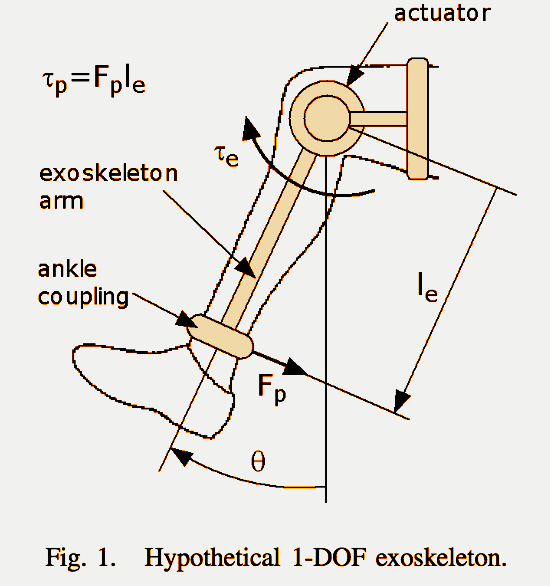 actuator
τp=Fple
τe
exoskeleton
arm
ankle
coupling
le
Fp
θ
Fig. 1. Hypothetical 1-DOF exoskeleton.